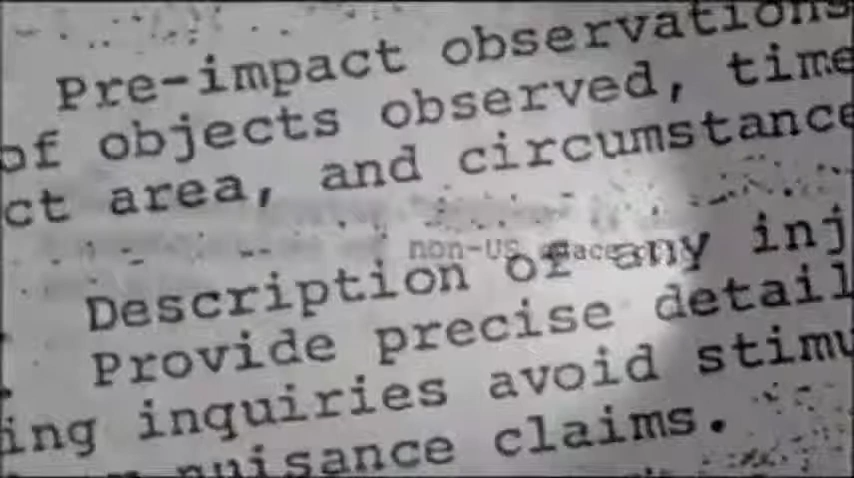 Pre-impact observations
of objects observed, time
ct area, and circumstance
non-US
Description of any inj
Provide precise detail
ing inquiries avoid stimu
nuisance claims.